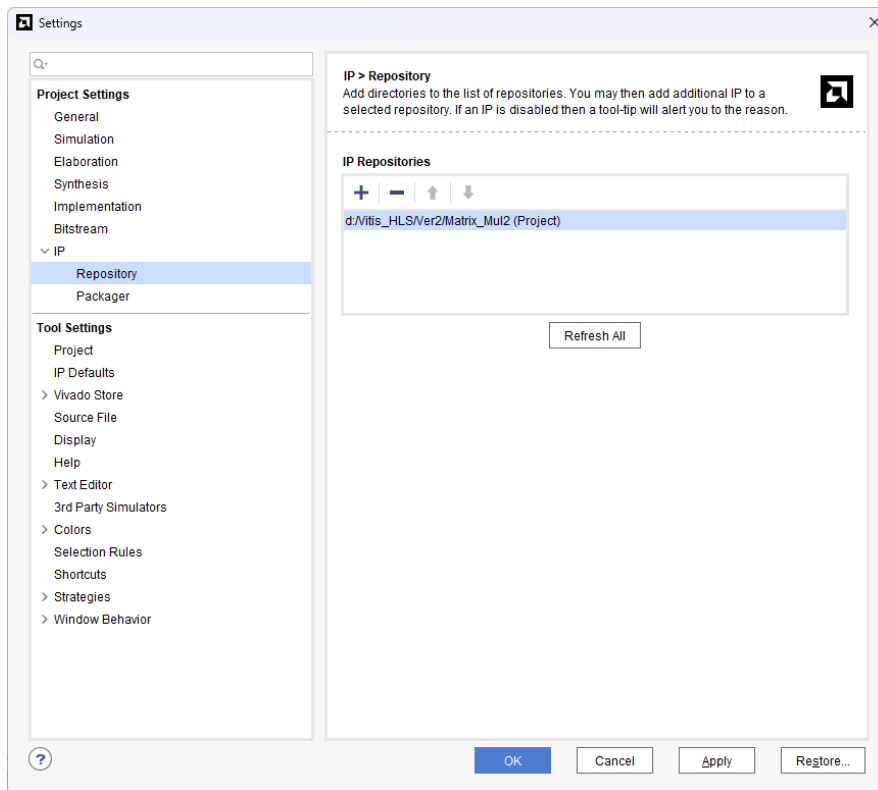 Settings
Project Settings
General
Simulation
Elaboration
Synthesis
Implementation
Bitstream
IP
Repository
Packager
Tool Settings
Project
IP Defaults
Vivado Store
Source File
Display
Help
Text Editor
3rd Party Simulators
Colors
Selection Rules
Shortcuts
Strategies
Window Behavior
IP > Repository
Add directories to the list of repositories. You may then add additional IP to a
selected repository. If an IP is disabled then a tool-tip will alert you to the reason.
IP Repositories
d:/Vitis_HLS/Ver2/Matrix_Mul2 (Project)
Refresh All
?
OK
Cancel
Apply
Restore...